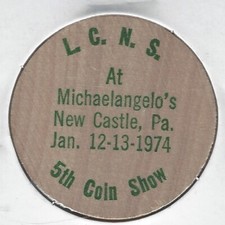 L. C. N. S.
At
Michaelangelo's
New Castle, Pa.
Jan. 12-13-1974
5th Coin Show